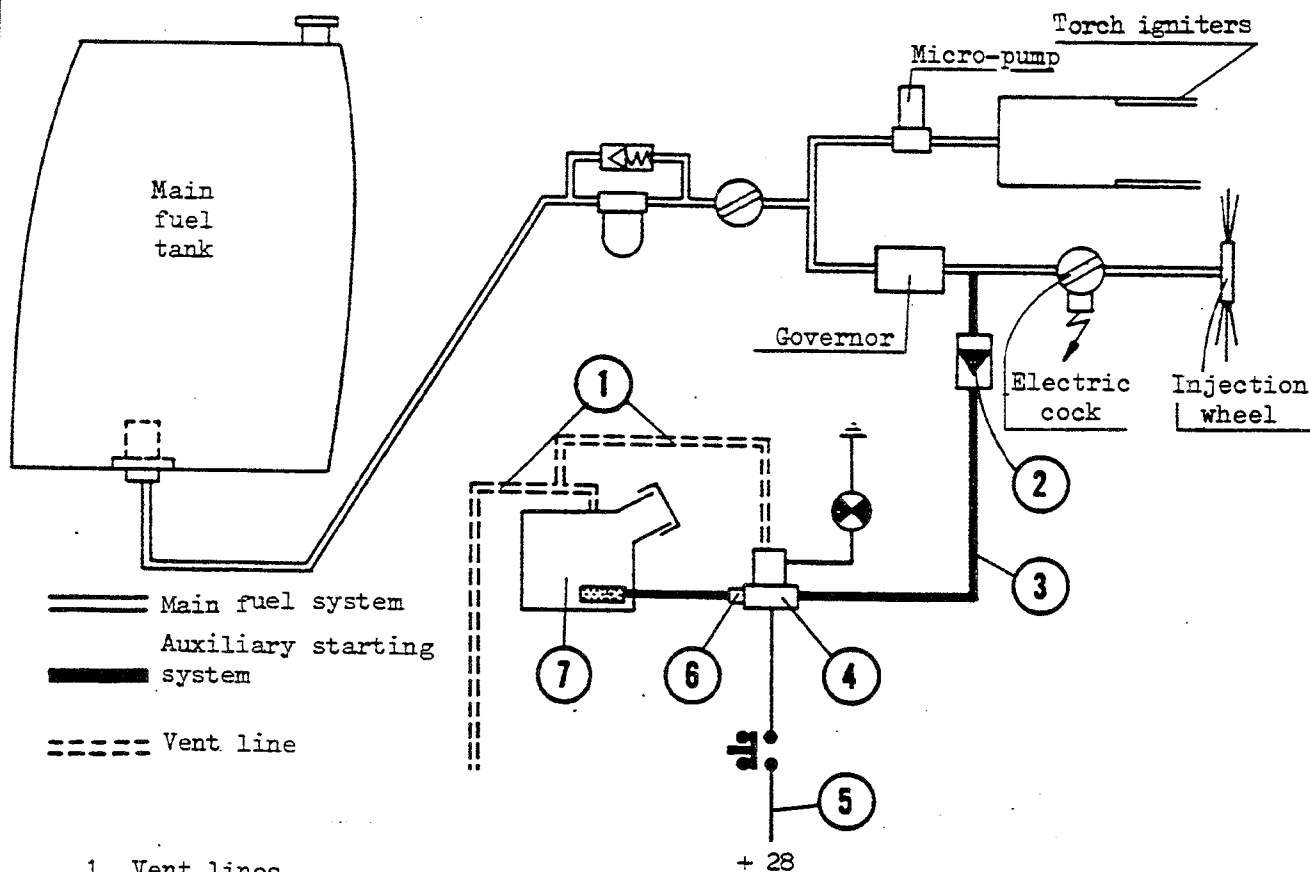 Torch igniters
Micro-pump
Main
fuel
tank
Governor
Electric
cock
Injection
wheel
1
2
3
Main fuel system
Auxiliary starting
system
7
6
4
Vent line
5
+ 28
1 Vent lines